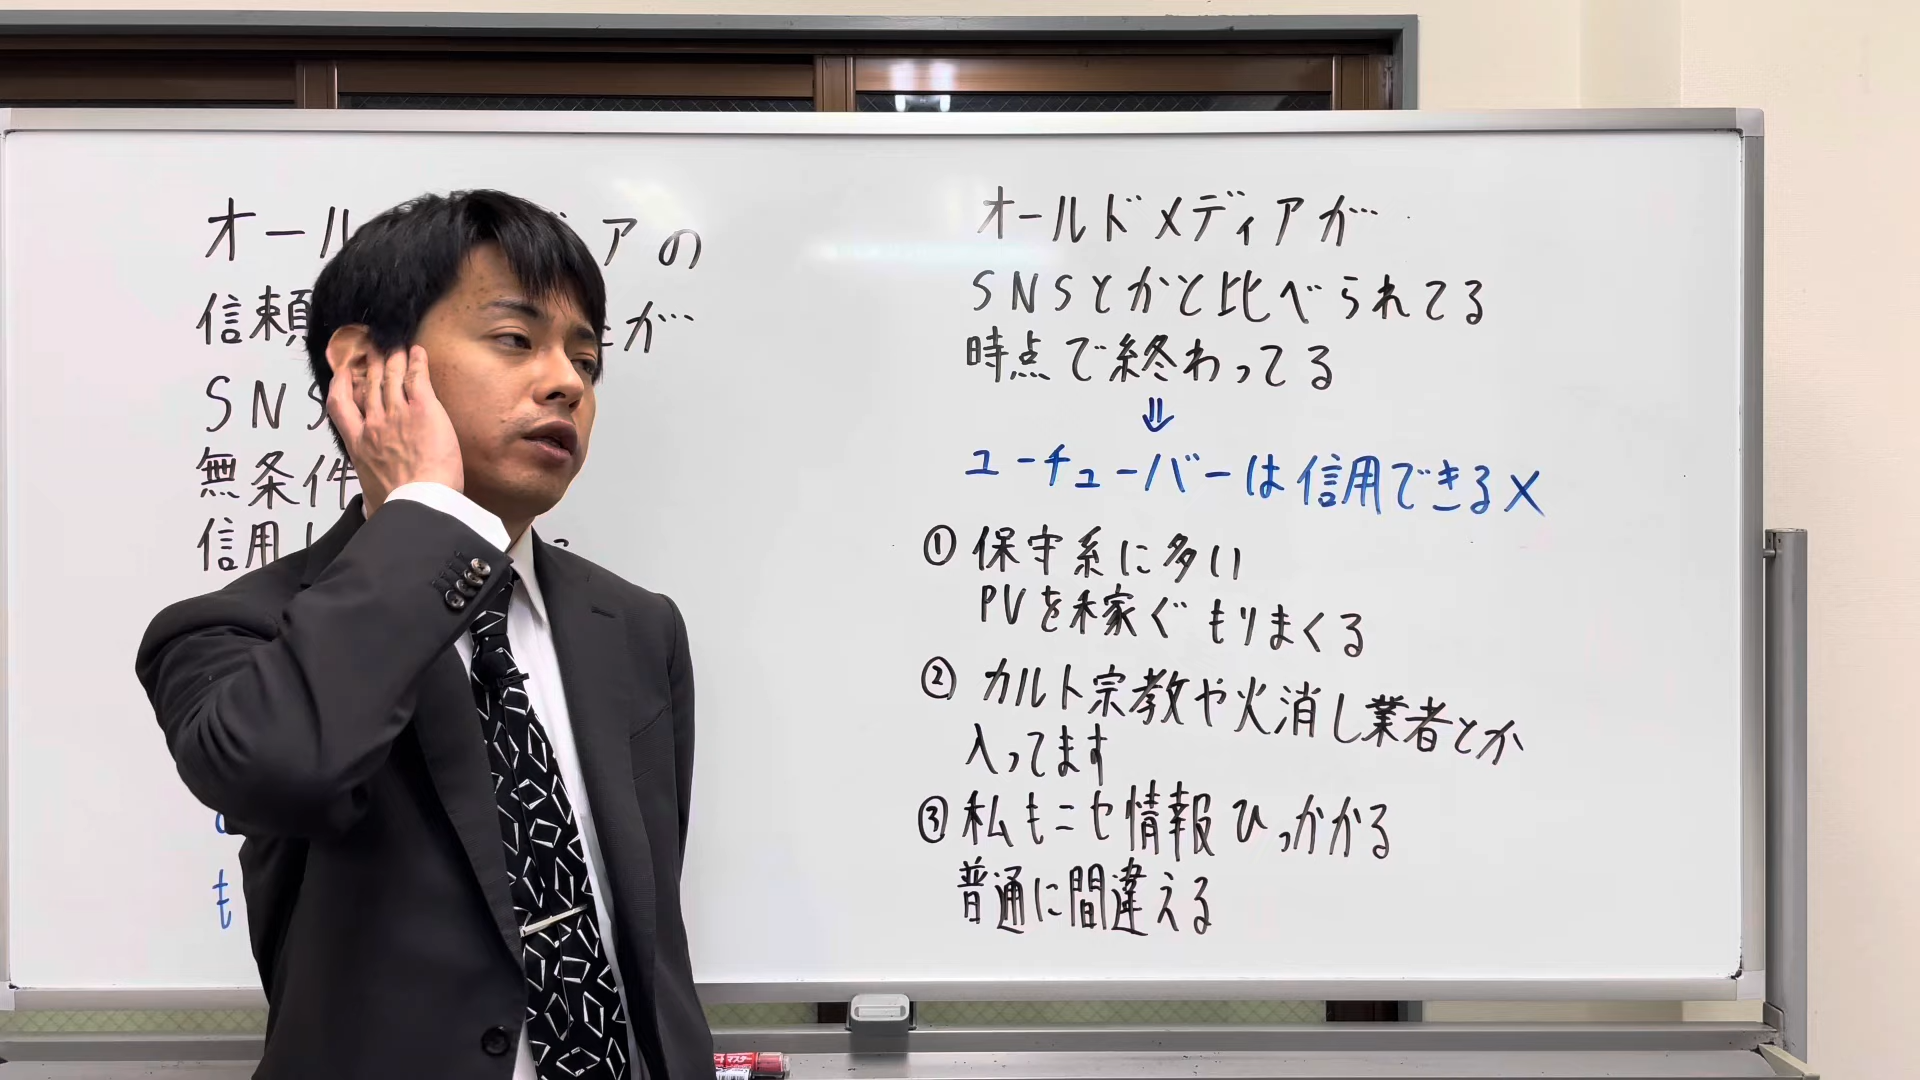 オール アの
信頼 が…
SNS
無条件
信用し
も
オールドメディアが…
SNSとかと比べられてる
時点で終わってる
⇓
ユーチューバーは信用できる×
① 保守系に多い
PVを稼ぐ もりまくる
② カルト宗教や火消し業者とか
入ってます
③ 私もニセ情報ひっかかる
普通に間違える
マスター